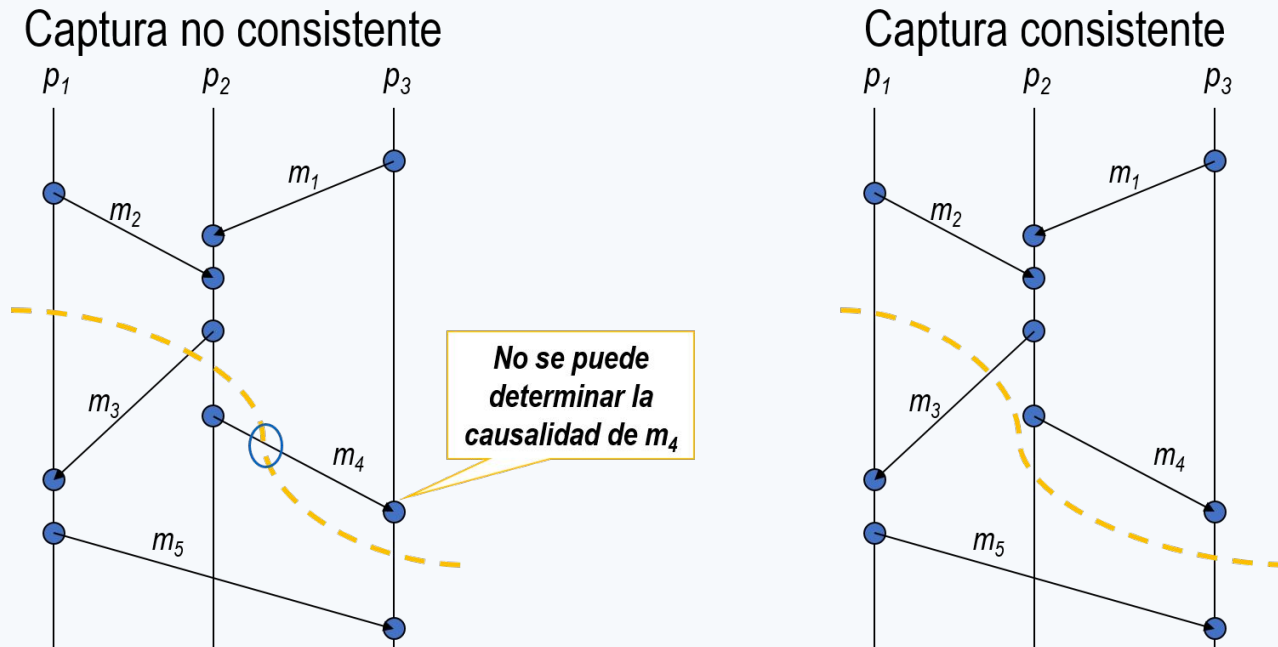 Captura no consistente
p1 p2 p3
m1
m2
No se puede
determinar la
causalidad de m4
m3
m4
m5
Captura consistente
p1 p2 p3
m1
m2
m3
m4
m5